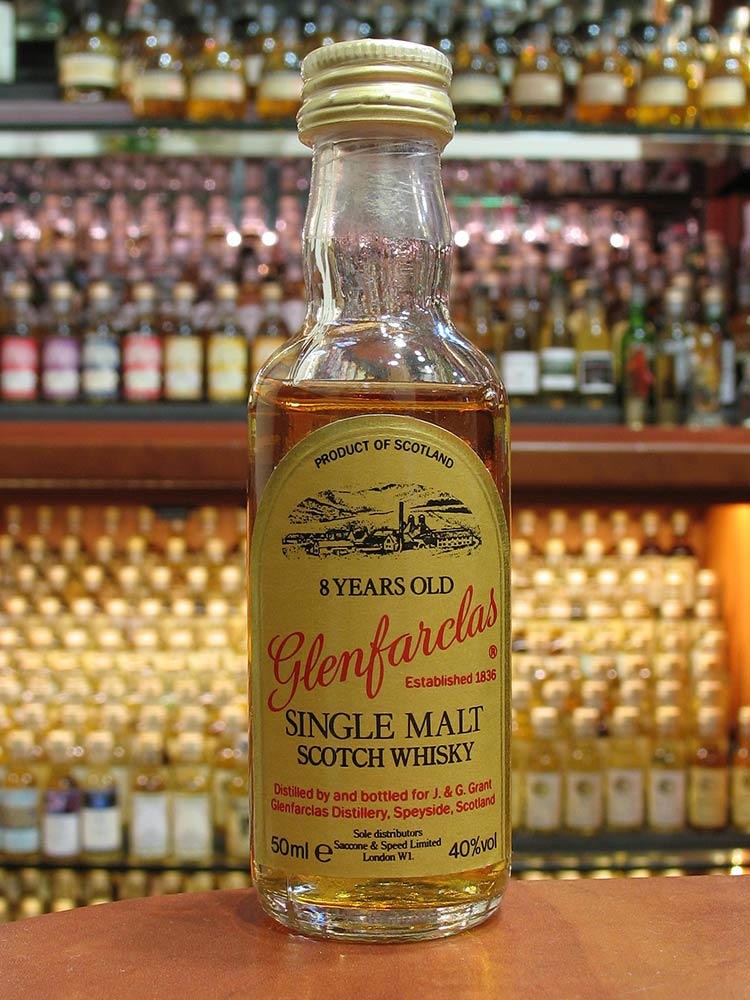 PRODUCT OF SCOTLAND
8 YEARS OLD
Glenfarclas
®
Established 1836
SINGLE MALT
SCOTCH WHISKY
Distilled by and bottled for J. & G. Grant
Glenfarclas Distillery, Speyside, Scotland
Sole distributors
Saccone & Speed Limited
London W1.
50ml e
40%vol